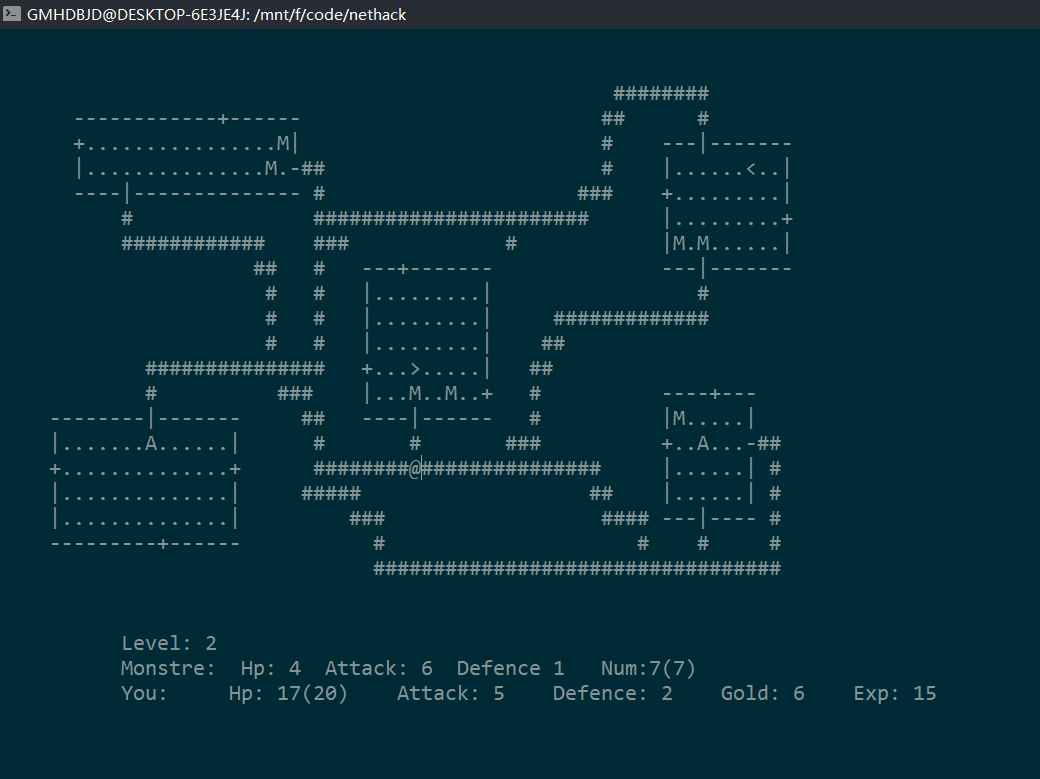 GMHDBJD@DESKTOP-6E3JE4J: /mnt/f/code/nethack
                                               ########
  ------------+------                         ##      #
  +................M|                         #    ---|-------
  |...............M.-##                       #    |......<..|
  ----|-------------- #                     ###    +.........|
      #               #######################      |.........+
      ############    ###             #            |M.M......|
                 ##   #   ---+-------              ---|-------
                  #   #   |.........|                 #
                  #   #   |.........|     #############
                  #   #   |.........|    ##
        ###############   +...>.....|   ##
        #          ###    |...M..M..+   #          ----+---
--------|-------     ##   ----|------   #          |M.....|
|.......A......|      #       #       ###          +..A...-##
+..............+      ########@###############     |......| #
|..............|     #####                   ##    |......| #
|..............|         ###                  #### ---|---- #
---------+------           #                     #    #     #
                           ##################################
Level: 2
Monstre:  Hp: 4  Attack: 6  Defence 1   Num:7(7)
You:     Hp: 17(20)    Attack: 5    Defence: 2    Gold: 6    Exp: 15